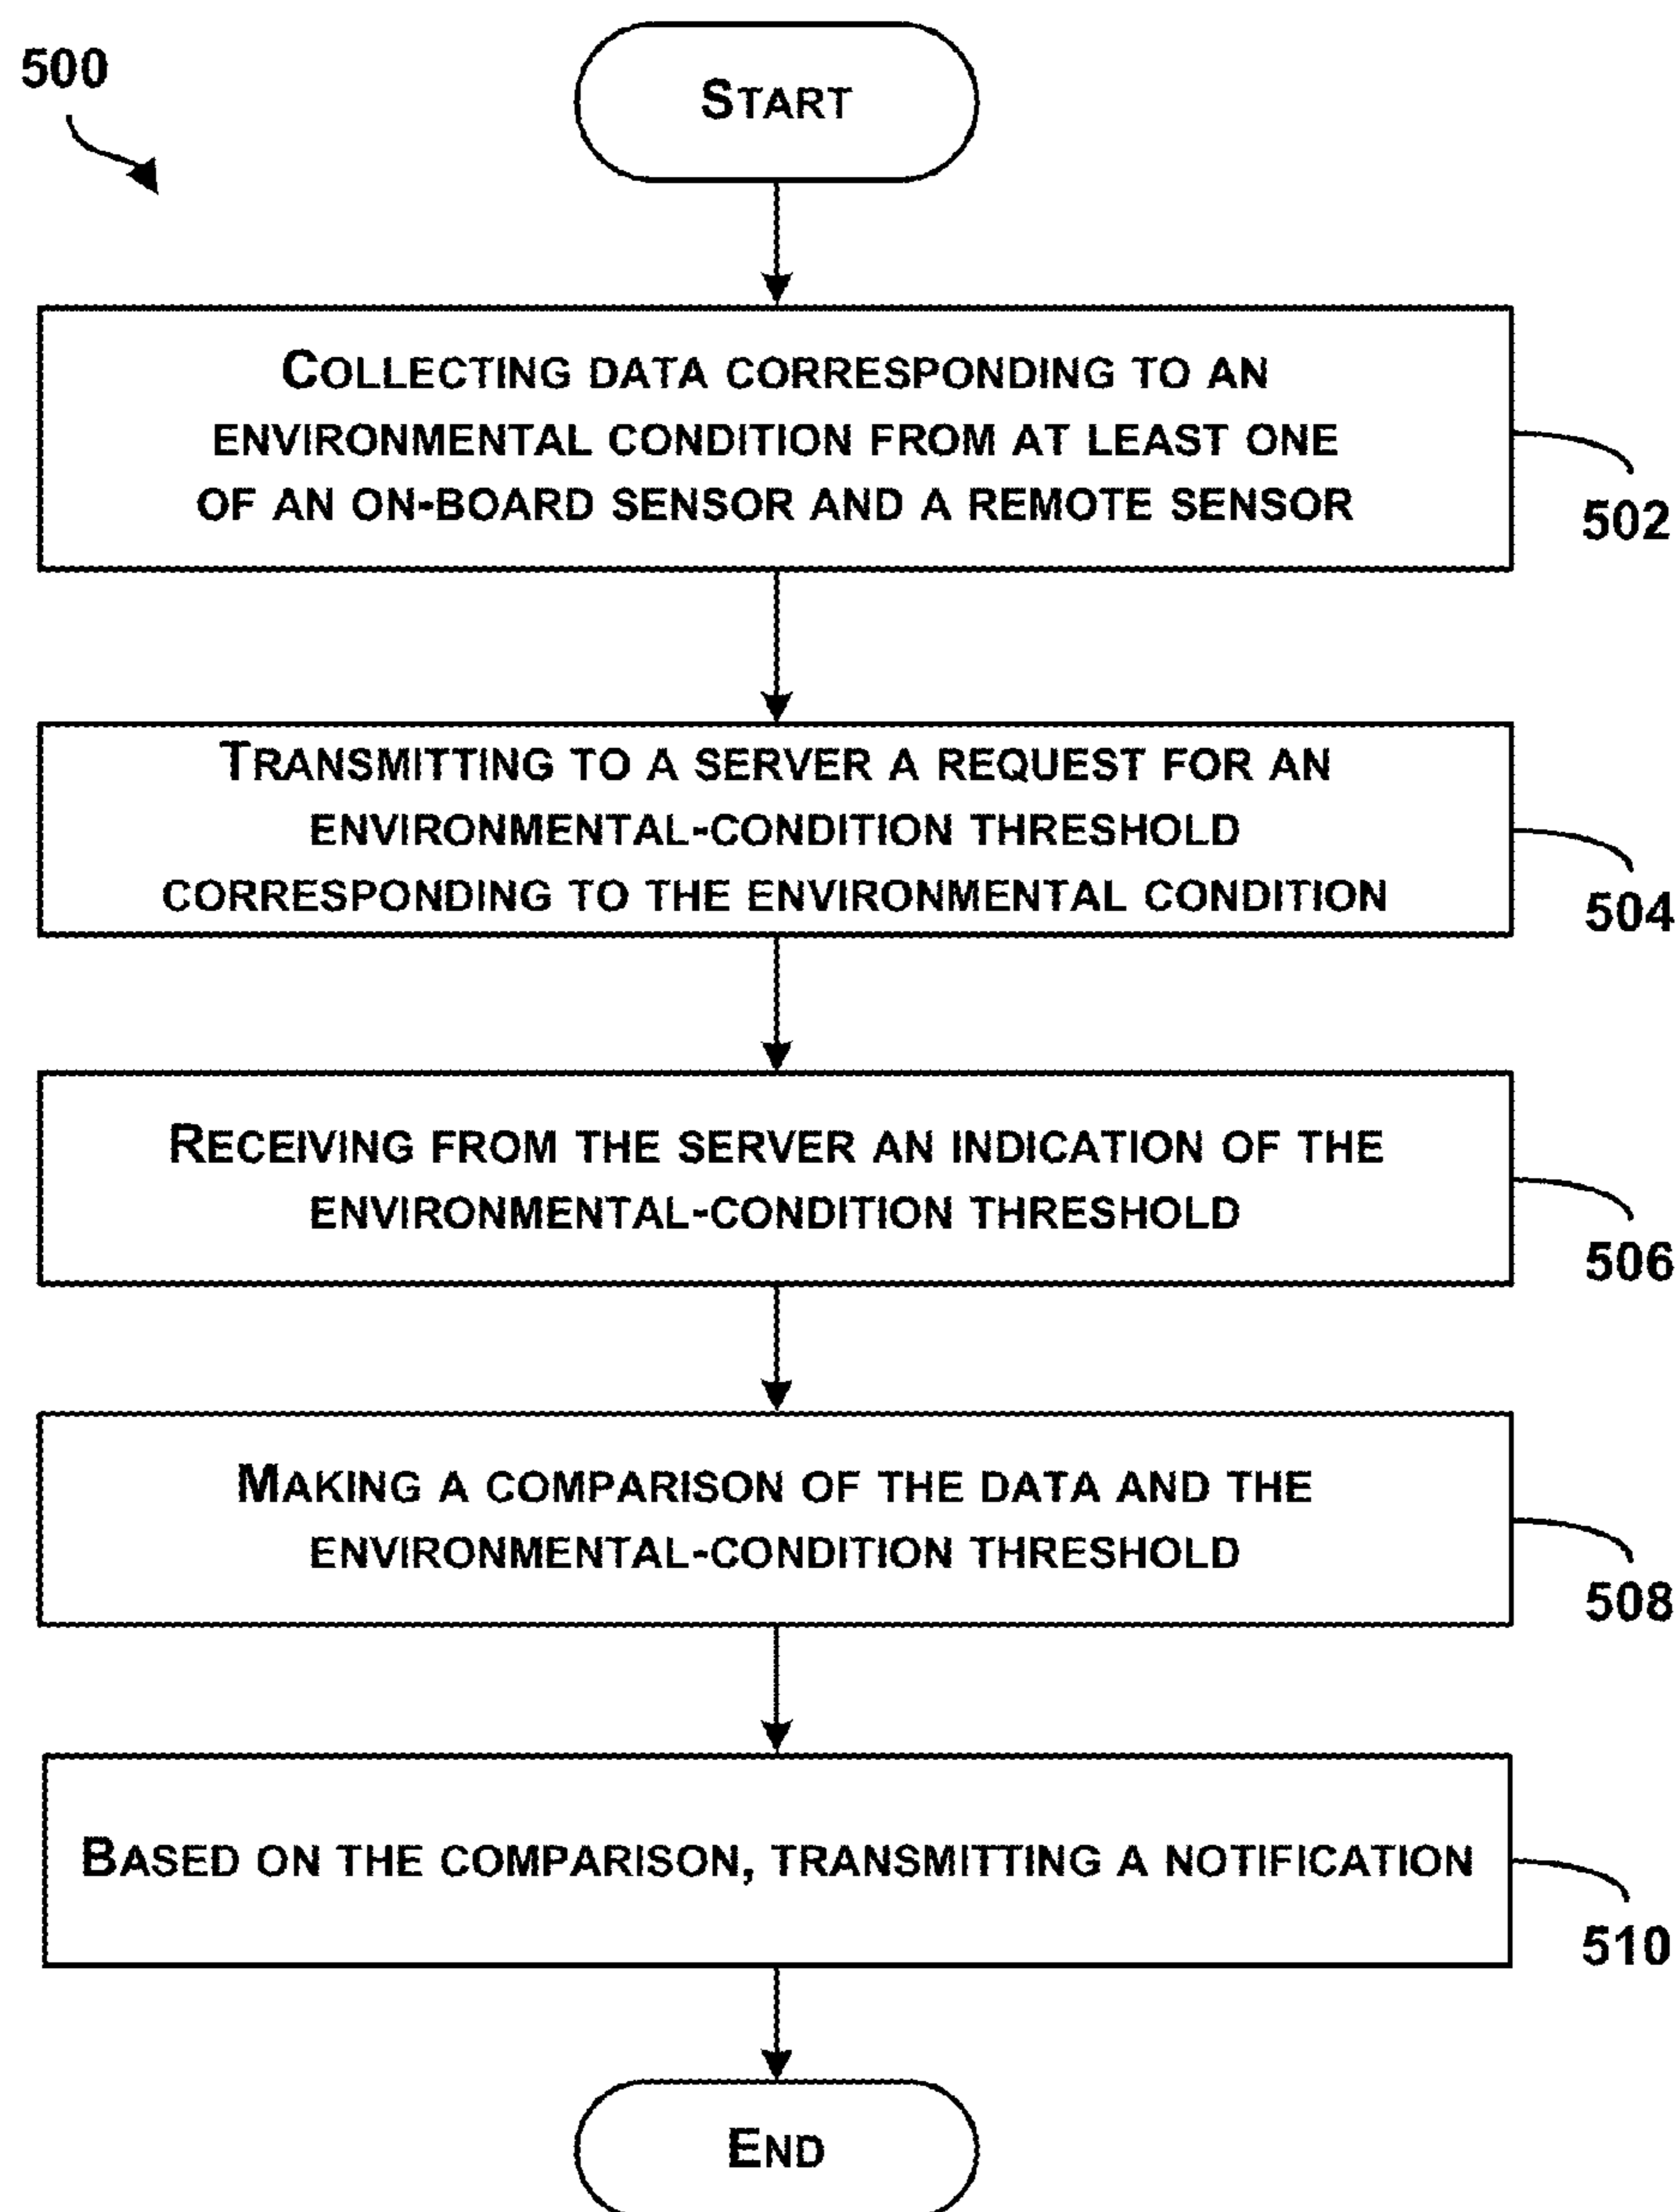 500
START
COLLECTING DATA CORRESPONDING TO AN
ENVIRONMENTAL CONDITION FROM AT LEAST ONE
OF AN ON-BOARD SENSOR AND A REMOTE SENSOR
502
TRANSMITTING TO A SERVER A REQUEST FOR AN
ENVIRONMENTAL-CONDITION THRESHOLD
CORRESPONDING TO THE ENVIRONMENTAL CONDITION
504
RECEIVING FROM THE SERVER AN INDICATION OF THE
ENVIRONMENTAL-CONDITION THRESHOLD
506
MAKING A COMPARISON OF THE DATA AND THE
ENVIRONMENTAL-CONDITION THRESHOLD
508
BASED ON THE COMPARISON, TRANSMITTING A NOTIFICATION
510
END